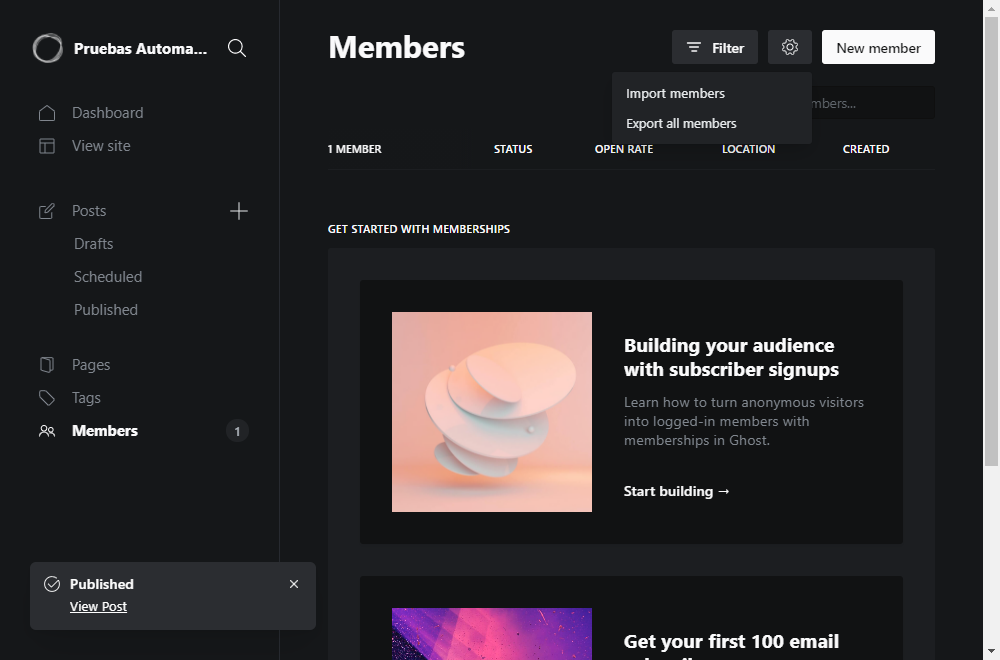 Pruebas Automa...
Dashboard
View site
Posts
Drafts
Scheduled
Published
Pages
Tags
Members
1
Published
View Post
Members
Filter
New member
Import members
Export all members
1 MEMBER
STATUS
OPEN RATE
LOCATION
CREATED
GET STARTED WITH MEMBERSHIPS
Building your audience
with subscriber signups
Learn how to turn anonymous visitors
into logged-in members with
memberships in Ghost.
Start building →
Get your first 100 email